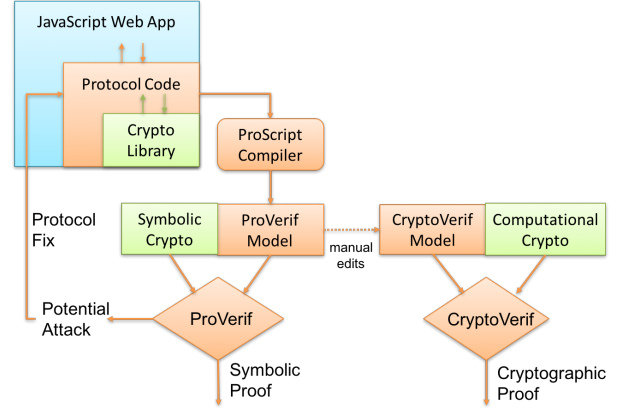 JavaScript Web App
Protocol Code
Crypto
Library
ProScript
Compiler
Protocol
Fix
Symbolic
Crypto
ProVerif
Model
manual
edits
CryptoVerif
Model
Computational
Crypto
Potential
Attack
ProVerif
CryptoVerif
Symbolic
Proof
Cryptographic
Proof